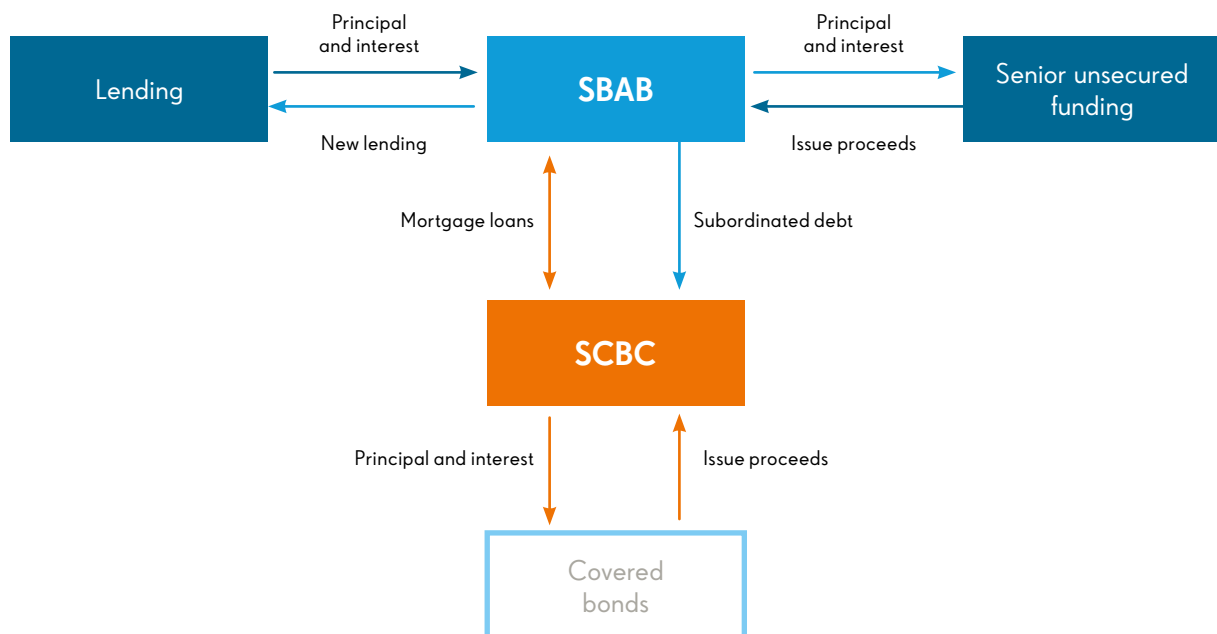 Principal
and interest
Principal
and interest
Lending
SBAB
Senior unsecured
funding
New lending
Issue proceeds
Mortgage loans
Subordinated debt
SCBC
Principal and interest
Issue proceeds
Covered
bonds